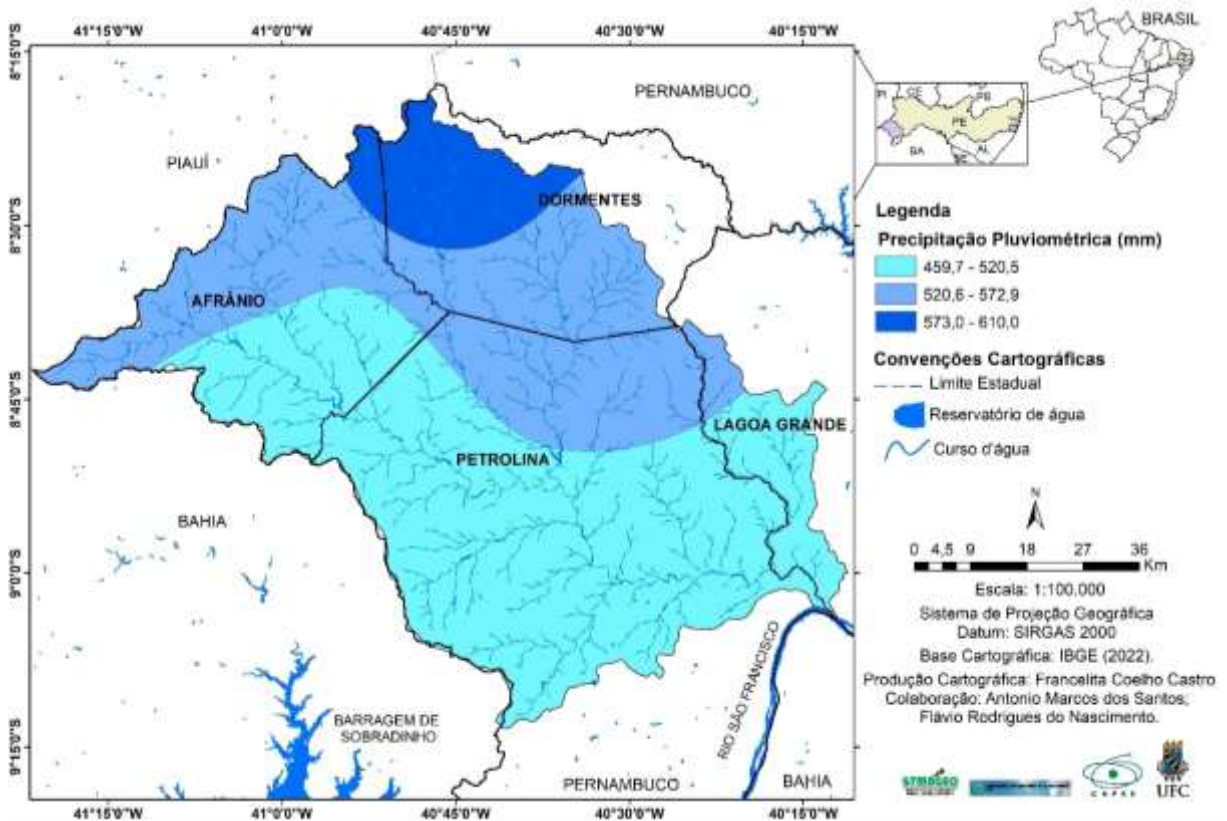 41°15'0"W 41°0'0"W 40°45'0"W 40°30'0"W 40°15'0"W
8°15'0"S
8°30'0"S
8°45'0"S
9°0'0"S
9°15'0"S
PERNAMBUCO
PIAUÍ
DORMENTES
AFRÂNIO
LAGOA GRANDE
PETROLINA
BAHIA
BARRAGEM DE
SOBRADINHO
RIO SÃO FRANCISCO
PERNAMBUCO
BAHIA
41°15'0"W 41°0'0"W 40°45'0"W 40°30'0"W 40°15'0"W
BRASIL
PI
CE
PB
PE
AL
BA
SE
Legenda
Precipitação Pluviométrica (mm)
459,7 - 520,5
520,6 - 572,9
573,0 - 610,0
Convenções Cartográficas
Limite Estadual
Reservatório de água
Curso d'água
N
0 4,5 9 18 27 36
Km
Escala: 1:100.000
Sistema de Projeção Geográfica
Datum: SIRGAS 2000
Base Cartográfica: IBGE (2022).
Produção Cartográfica: Francelita Coelho Castro
Colaboração: Antonio Marcos dos Santos;
Flávio Rodrigues do Nascimento.
CAPES
UFC